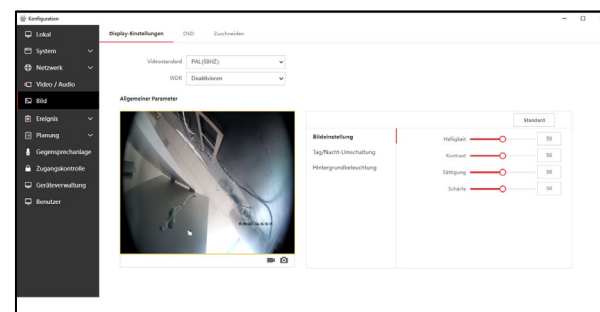 Konfiguration
Lokal
System
Netzwerk
Video / Audio
Bild
Ereignis
Planung
Gegensprechanlage
Zugangskontrolle
Geräteverwaltung
Benutzer
Display-Einstellungen OSD Zuschneiden
Videostandard PAL(50HZ)
WDR Deaktivieren
Allgemeiner Parameter
Bildeinstellung
Tag/Nacht-Umschaltung
Hintergrundbeleuchtung
Standard
Helligkeit 50
Kontrast 50
Sättigung 50
Schärfe 50